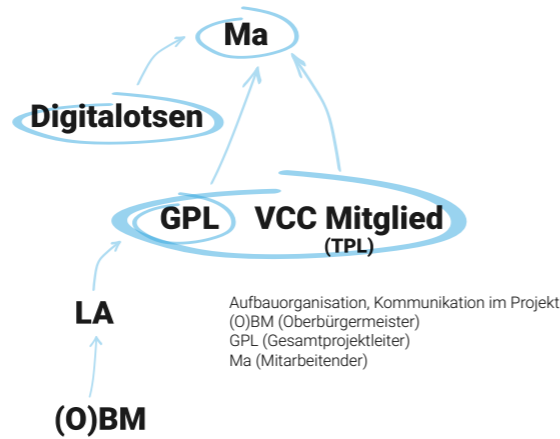 Ma
Digitalotsen
GPL VCC Mitglied
(TPL)
LA
Aufbauorganisation, Kommunikation im Projekt
(O)BM (Oberbürgermeister)
GPL (Gesamtprojektleiter)
Ma (Mitarbeitender)
(O)BM